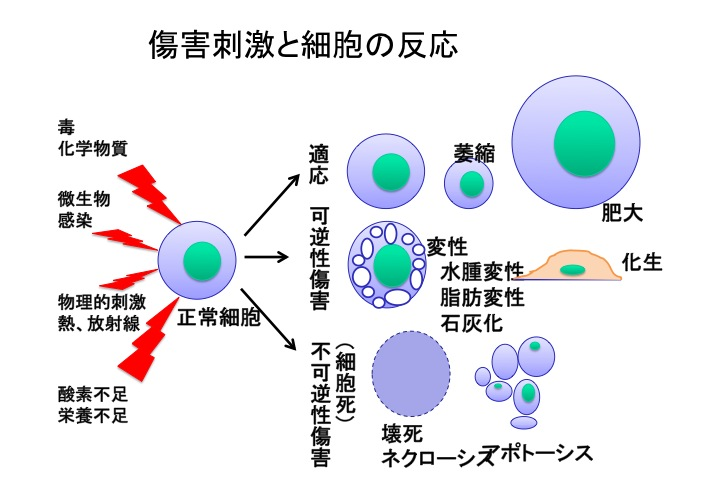 傷害刺激と細胞の反応
毒
化学物質
微生物
感染
物理的刺激
熱、放射線
酸素不足
栄養不足
正常細胞
適応
萎縮
肥大
可逆性傷害
変性
水腫変性
脂肪変性
石灰化
化生
不可逆性傷害
（細胞死）
壊死
ネクローシス
アポトーシス